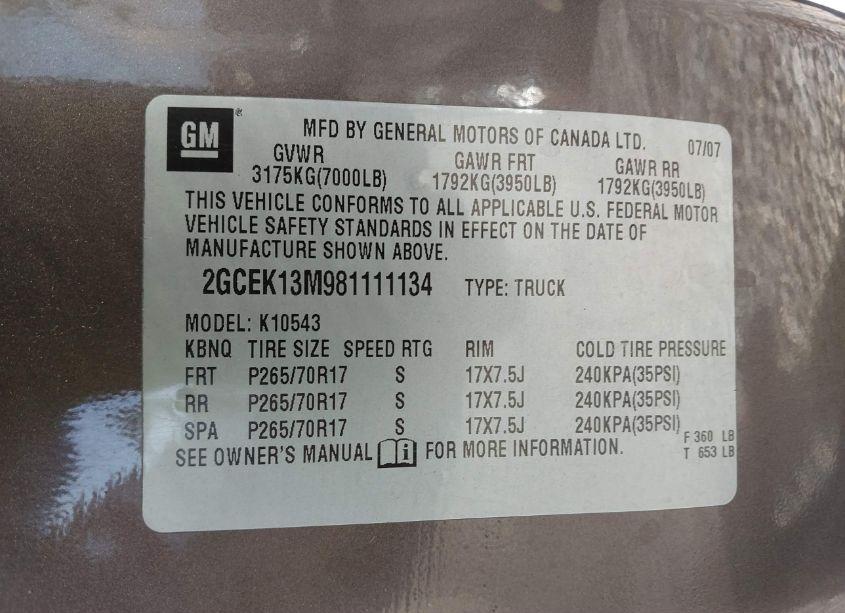 GM ®
MFD BY GENERAL MOTORS OF CANADA LTD. 07/07
GVWR GAWR FRT GAWR RR
3175KG(7000LB) 1792KG(3950LB) 1792KG(3950LB)
THIS VEHICLE CONFORMS TO ALL APPLICABLE U.S. FEDERAL MOTOR
VEHICLE SAFETY STANDARDS IN EFFECT ON THE DATE OF
MANUFACTURE SHOWN ABOVE.
2GCEK13M981111134 TYPE: TRUCK
MODEL: K10543
KBNQ TIRE SIZE SPEED RTG RIM COLD TIRE PRESSURE
FRT P265/70R17 S 17X7.5J 240KPA(35PSI)
RR P265/70R17 S 17X7.5J 240KPA(35PSI)
SPA P265/70R17 S 17X7.5J 240KPA(35PSI)
F 360 LB
T 653 LB
SEE OWNER'S MANUAL i FOR MORE INFORMATION.